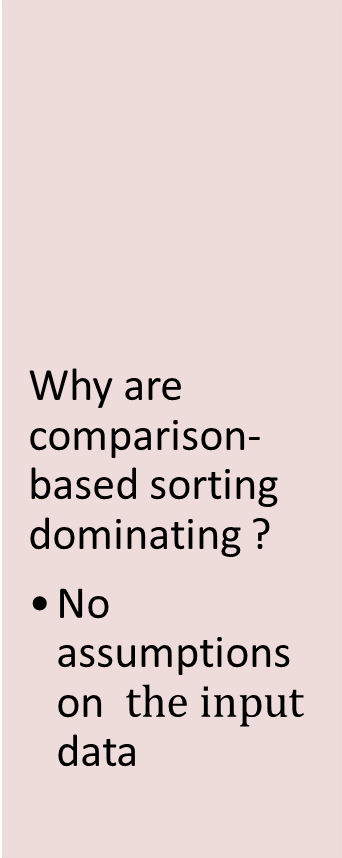 Why are
comparison-
based sorting
dominating ?
• No
assumptions
on the input
data